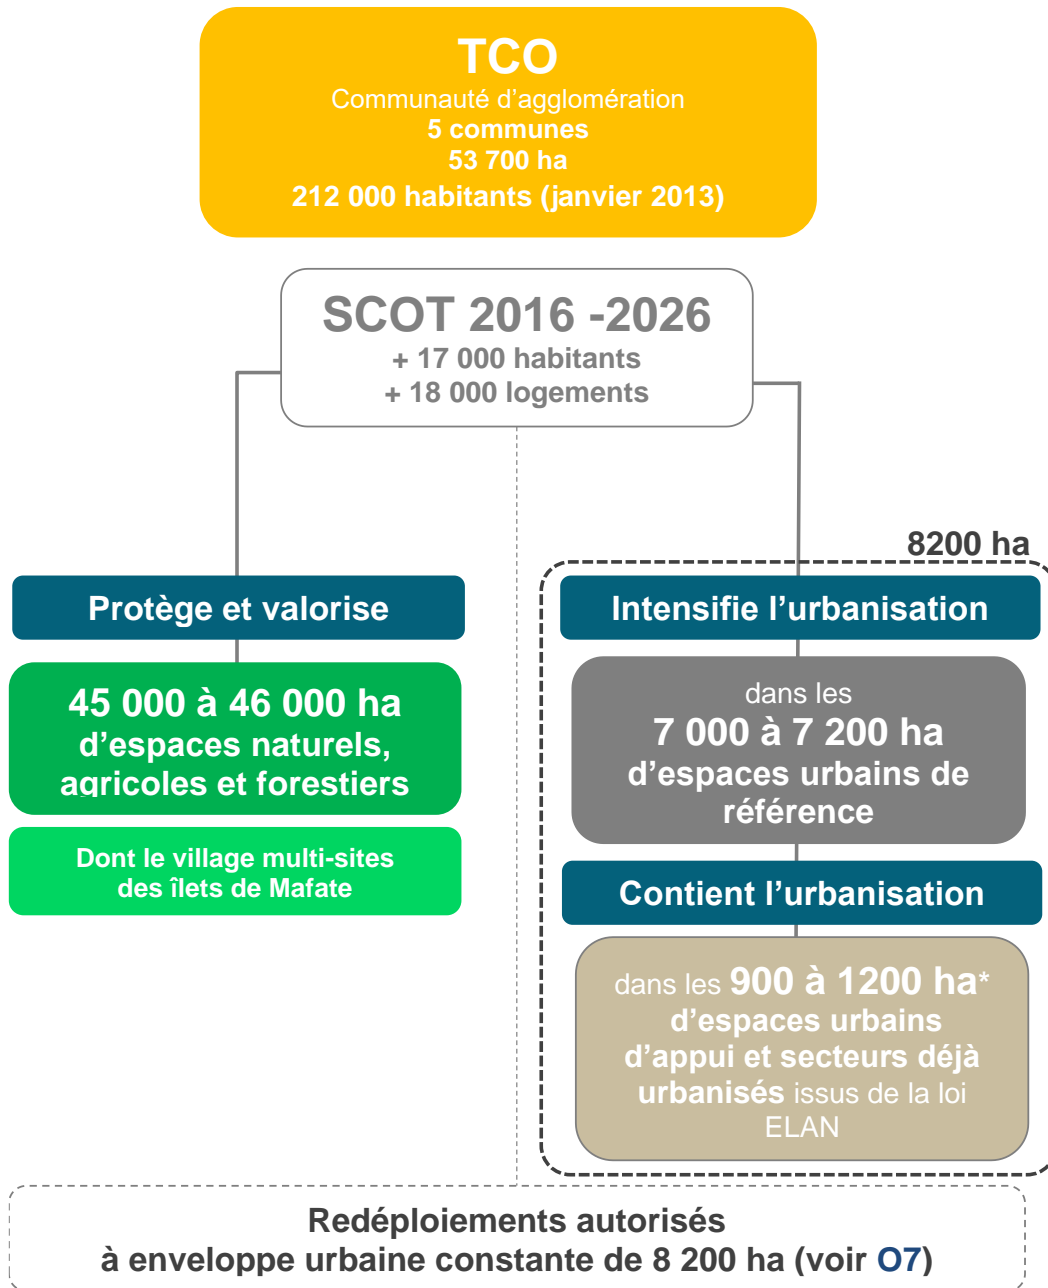 TCO
Communauté d'agglomération
5 communes
53 700 ha
212 000 habitants (janvier 2013)
SCOT 2016 -2026
+ 17 000 habitants
+ 18 000 logements
Protège et valorise
45 000 à 46 000 ha
d'espaces naturels,
agricoles et forestiers
Dont le village multi-sites
des îlets de Mafate
8200 ha
Intensifie l'urbanisation
dans les
7 000 à 7 200 ha
d'espaces urbains de
référence
Contient l'urbanisation
dans les 900 à 1200 ha*
d'espaces urbains
d'appui et secteurs déjà
urbanisés issus de la loi
ELAN
Redéploiements autorisés
à enveloppe urbaine constante de 8 200 ha (voir O7)